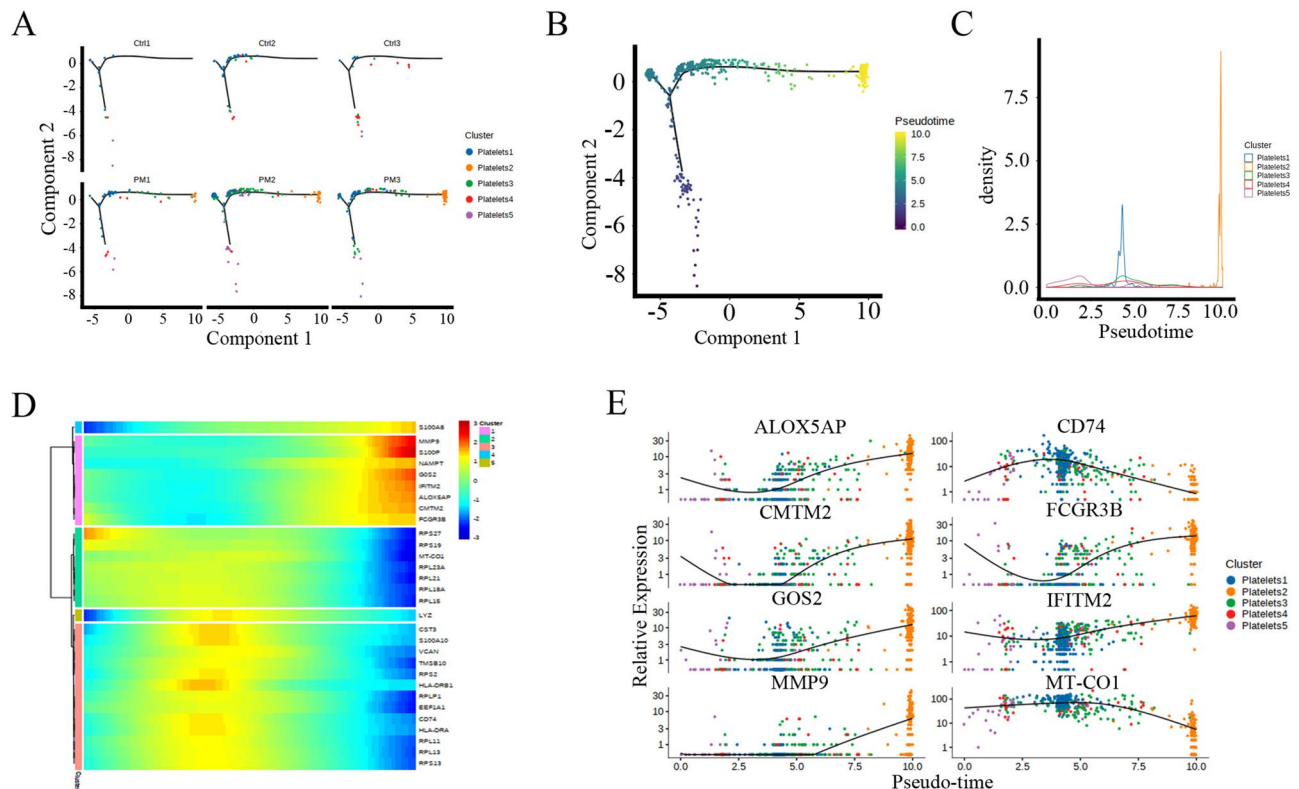 A
Ctrl1
Ctrl2
Ctrl3
0
-2
-4
-6
-8
Component 2
PM1
PM2
PM3
0
-2
-4
-6
-8
-5 0 5 10
-5 0 5 10
-5 0 5 10
Component 1
Cluster
Platelets1
Platelets2
Platelets3
Platelets4
Platelets5
B
0
-2
-4
-6
-8
Component 2
-5 0 5 10
Component 1
Pseudotime
10.0
7.5
5.0
2.5
0.0
C
7.5
5.0
2.5
0.0
density
0.0 2.5 5.0 7.5 10.0
Pseudotime
Cluster
Platelets1
Platelets2
Platelets3
Platelets4
Platelets5
D
S100A8
MMP9
S100P
NAMPT
G0S2
IFITM2
ALOX5AP
CMTM2
FCGR3B
RPS27
RPS19
MT-CO1
RPL23A
RPL21
RPL18A
RPL15
LYZ
CST3
S100A10
VCAN
TMSB10
RPS2
HLA-DRB1
RPLP1
EEF1A1
CD74
HLA-DRA
RPL11
RPL13
RPS13
Cluster
3
2
1
0
-1
-2
-3
Cluster
1
2
3
4
5
E
Relative Expression
ALOX5AP
30
10
3
1
CD74
100
10
1
CMTM2
30
10
3
1
FCGR3B
30
10
3
1
GOS2
30
10
3
1
IFITM2
100
10
1
MMP9
30
10
3
1
MT-CO1
100
30
10
3
1
0.0 2.5 5.0 7.5 10.0
0.0 2.5 5.0 7.5 10.0
Pseudo-time
Cluster
Platelets1
Platelets2
Platelets3
Platelets4
Platelets5